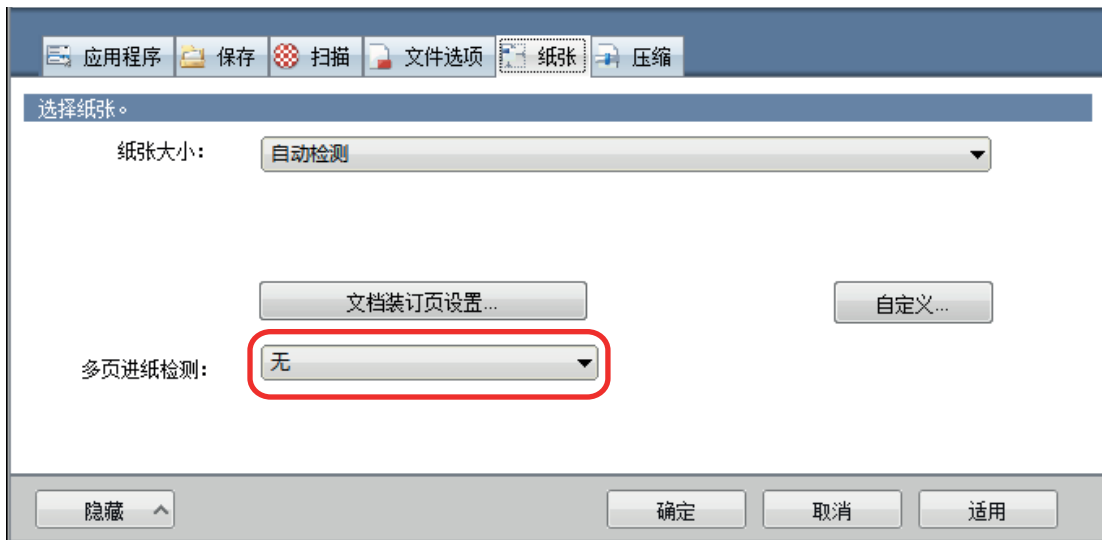 应用程序 保存 扫描 文件选项 纸张 压缩
选择纸张。
纸张大小： 自动检测
文档装订页设置... 自定义...
多页进纸检测： 无
隐藏 确定 取消 适用